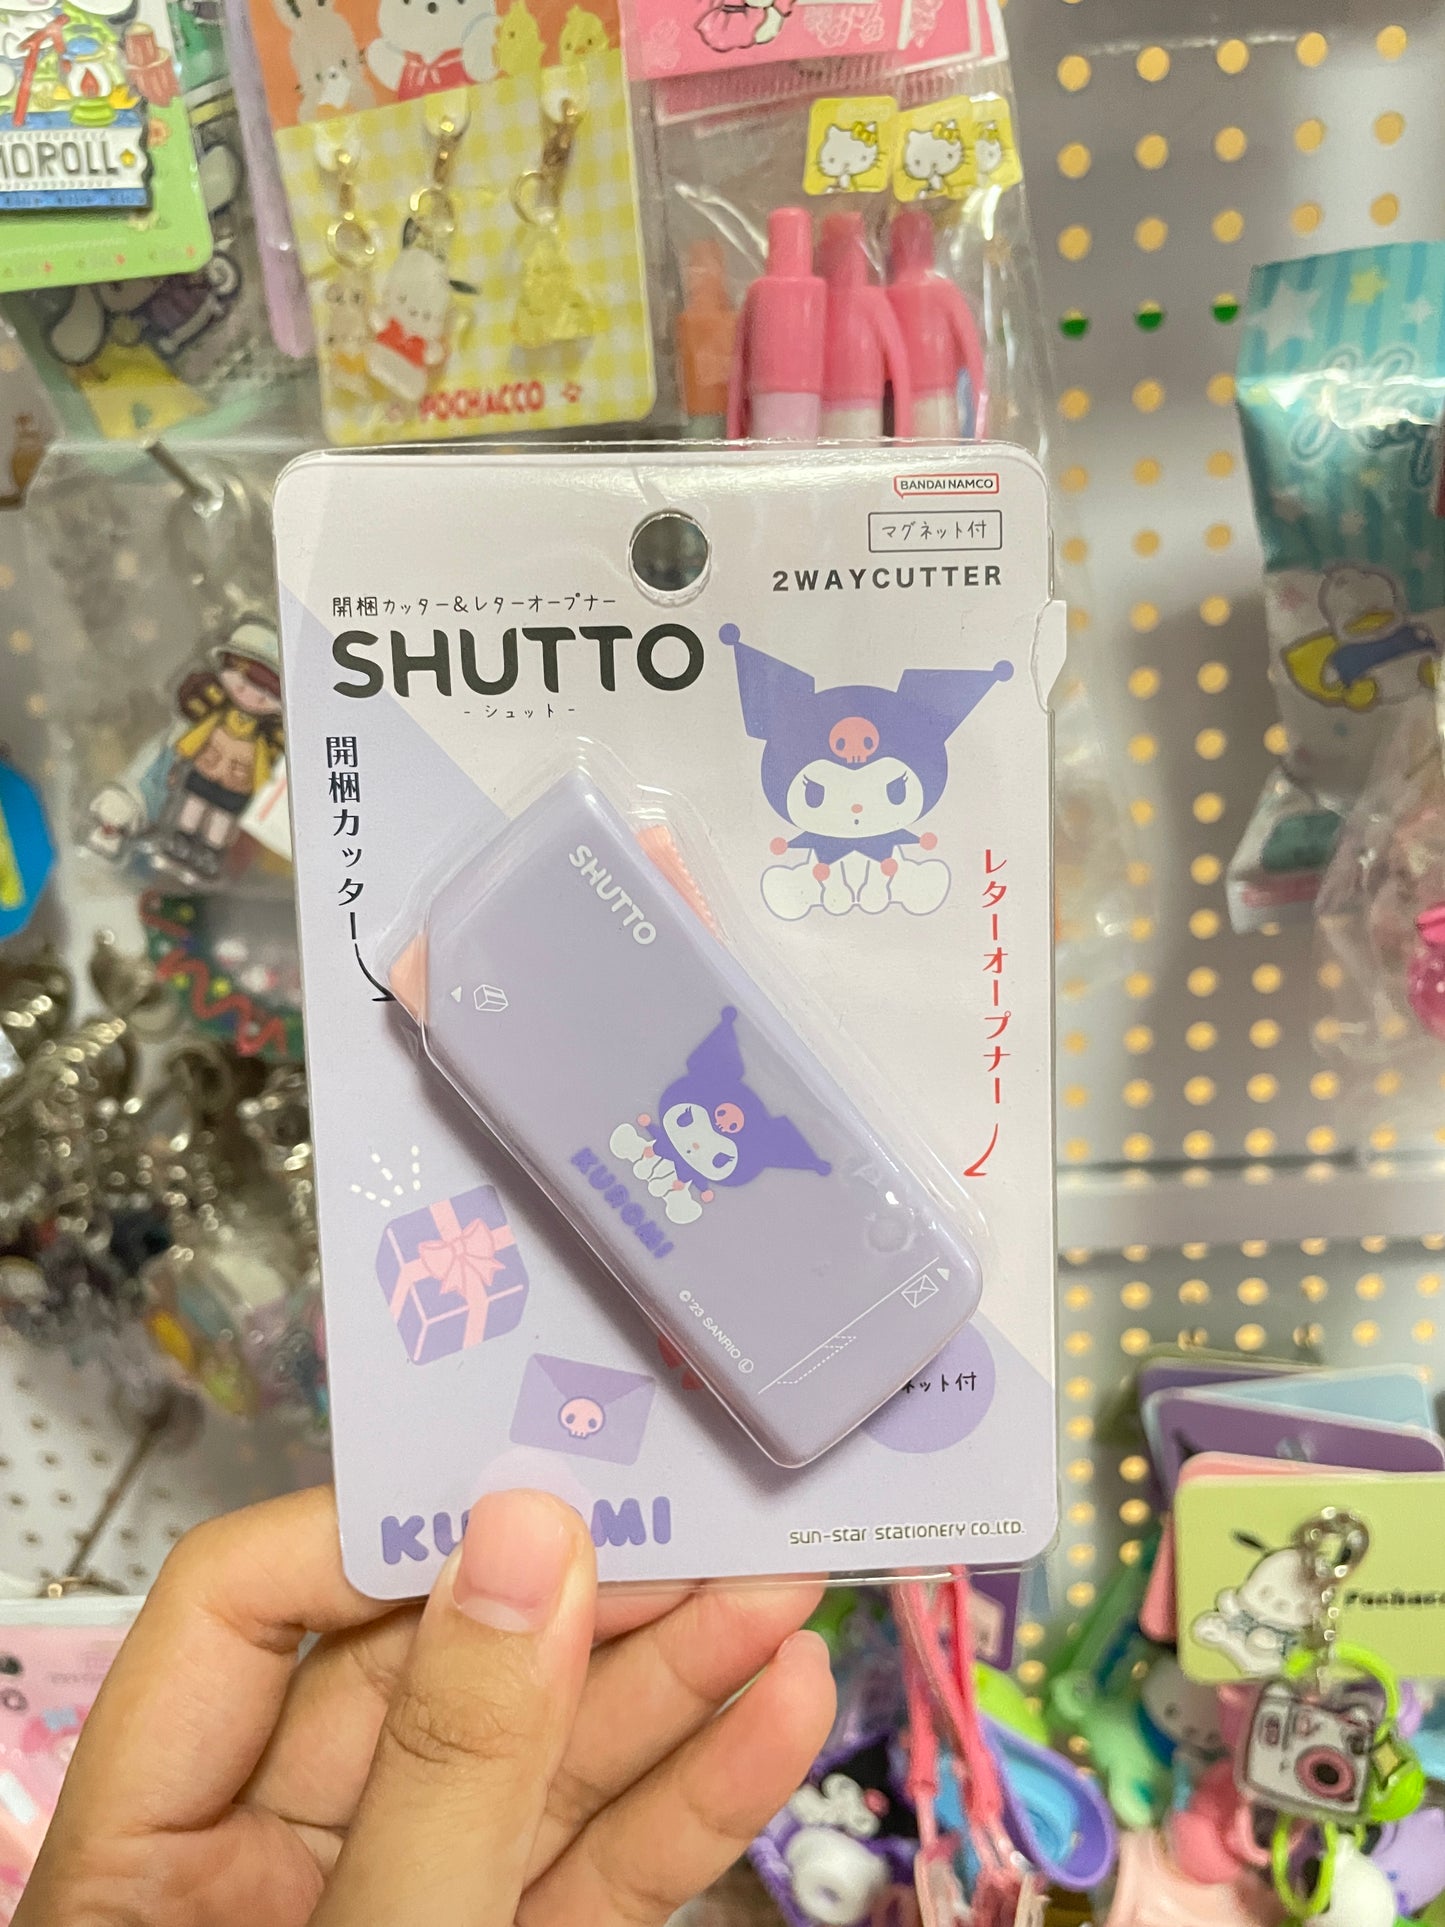 OROLL
POCHACCO
BANDAI NAMCO
マグネット付
2WAYCUTTER
開梱カッター&レターオープナー
SHUTTO
- シュット -
開梱カッター
レターオープナー
SHUTTO
KUROMI
©'23 SANRIO Ⓛ
ネット付
KU OMI
sun-star stationery co.,ltd.
Pochacco